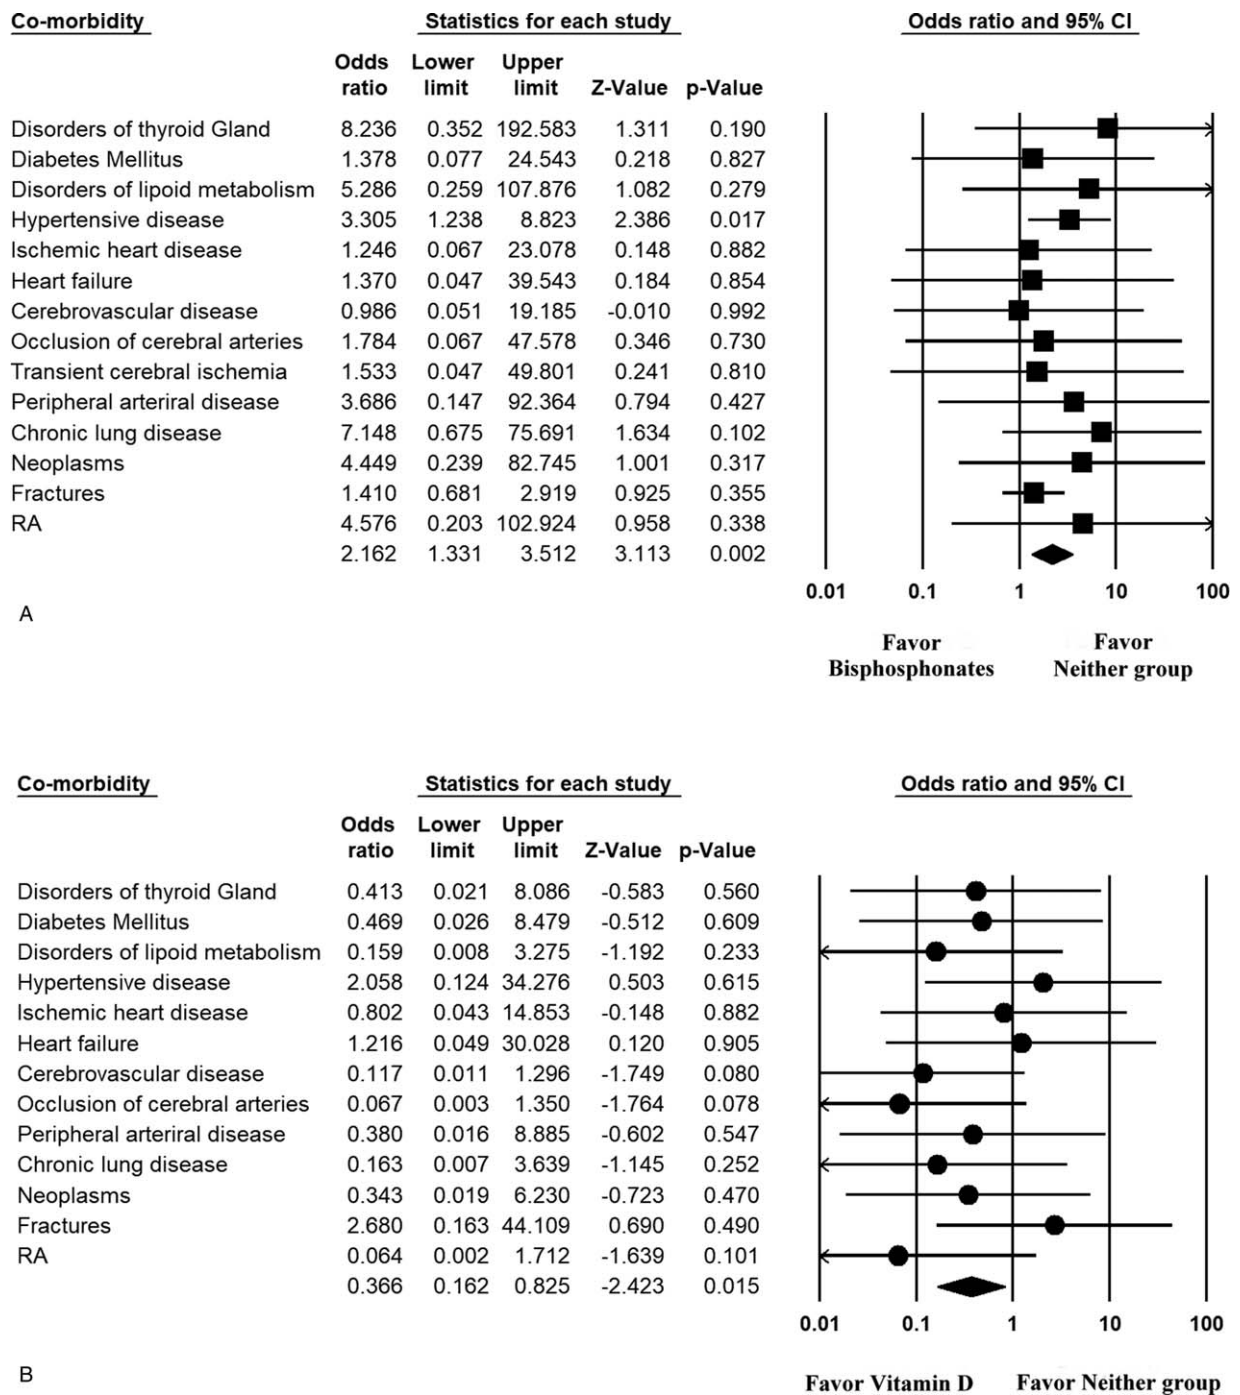 Co-morbidity Statistics for each study Odds ratio and 95% CI
Odds Lower Upper
ratio limit limit Z-Value p-Value
Disorders of thyroid Gland 8.236 0.352 192.583 1.311 0.190
Diabetes Mellitus 1.378 0.077 24.543 0.218 0.827
Disorders of lipoid metabolism 5.286 0.259 107.876 1.082 0.279
Hypertensive disease 3.305 1.238 8.823 2.386 0.017
Ischemic heart disease 1.246 0.067 23.078 0.148 0.882
Heart failure 1.370 0.047 39.543 0.184 0.854
Cerebrovascular disease 0.986 0.051 19.185 -0.010 0.992
Occlusion of cerebral arteries 1.784 0.067 47.578 0.346 0.730
Transient cerebral ischemia 1.533 0.047 49.801 0.241 0.810
Peripheral arteriral disease 3.686 0.147 92.364 0.794 0.427
Chronic lung disease 7.148 0.675 75.691 1.634 0.102
Neoplasms 4.449 0.239 82.745 1.001 0.317
Fractures 1.410 0.681 2.919 0.925 0.355
RA 4.576 0.203 102.924 0.958 0.338
2.162 1.331 3.512 3.113 0.002
0.01 0.1 1 10 100
A
Favor Favor
Bisphosphonates Neither group
Co-morbidity Statistics for each study Odds ratio and 95% CI
Odds Lower Upper
ratio limit limit Z-Value p-Value
Disorders of thyroid Gland 0.413 0.021 8.086 -0.583 0.560
Diabetes Mellitus 0.469 0.026 8.479 -0.512 0.609
Disorders of lipoid metabolism 0.159 0.008 3.275 -1.192 0.233
Hypertensive disease 2.058 0.124 34.276 0.503 0.615
Ischemic heart disease 0.802 0.043 14.853 -0.148 0.882
Heart failure 1.216 0.049 30.028 0.120 0.905
Cerebrovascular disease 0.117 0.011 1.296 -1.749 0.080
Occlusion of cerebral arteries 0.067 0.003 1.350 -1.764 0.078
Peripheral arteriral disease 0.380 0.016 8.885 -0.602 0.547
Chronic lung disease 0.163 0.007 3.639 -1.145 0.252
Neoplasms 0.343 0.019 6.230 -0.723 0.470
Fractures 2.680 0.163 44.109 0.690 0.490
RA 0.064 0.002 1.712 -1.639 0.101
0.366 0.162 0.825 -2.423 0.015
0.01 0.1 1 10 100
B
Favor Vitamin D Favor Neither group